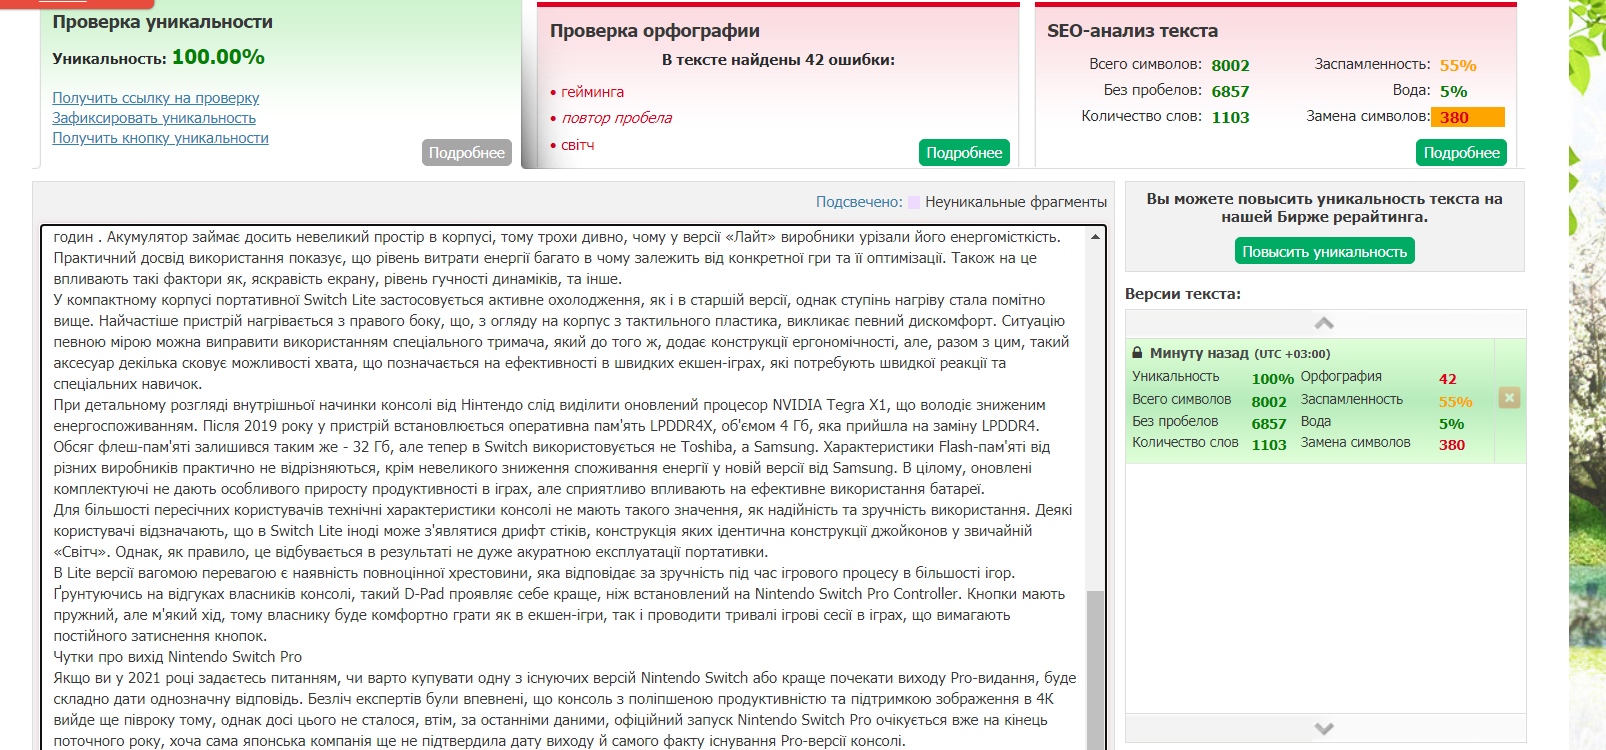 Проверка уникальности
Уникальность: 100.00%
Получить ссылку на проверку
Зафиксировать уникальность
Получить кнопку уникальности
Подробнее
Проверка орфографии
В тексте найдены 42 ошибки:
• гейминга
• повтор пробела
• світч
Подробнее
SEO-анализ текста
Всего символов: 8002 Заспамленность: 55%
Без пробелов: 6857 Вода: 5%
Количество слов: 1103 Замена символов: 380
Подробнее
Подсвечено: Неуникальные фрагменты
годин . Акумулятор займає досить невеликий простір в корпусі, тому трохи дивно, чому у версії «Лайт» виробники урізали його енергомісткість.
Практичний досвід використання показує, що рівень витрати енергії багато в чому залежить від конкретної гри та її оптимізації. Також на це
впливають такі фактори як, яскравість екрану, рівень гучності динаміків, та інше.
У компактному корпусі портативної Switch Lite застосовується активне охолодження, як і в старшій версії, однак ступінь нагріву стала помітно
вище. Найчастіше пристрій нагрівається з правого боку, що, з огляду на корпус з тактильного пластика, викликає певний дискомфорт. Ситуацію
певною мірою можна виправити використанням спеціального тримача, який до того ж, додає конструкції ергономічності, але, разом з цим, такий
аксесуар декілька сковує можливості хвата, що позначається на ефективності в швидких екшен-іграх, які потребують швидкої реакції та
спеціальних навичок.
При детальному розгляді внутрішньої начинки консолі від Нінтендо слід виділити оновлений процесор NVIDIA Tegra X1, що володіє зниженим
енергоспоживанням. Після 2019 року у пристрій встановлюється оперативна пам'ять LPDDR4X, об'ємом 4 Гб, яка прийшла на заміну LPDDR4.
Обсяг флеш-пам'яті залишився таким же - 32 Гб, але тепер в Switch використовується не Toshiba, а Samsung. Характеристики Flash-пам'яті від
різних виробників практично не відрізняються, крім невеликого зниження споживання енергії у новій версії від Samsung. В цілому, оновлені
комплектуючі не дають особливого приросту продуктивності в іграх, але сприятливо впливають на ефективне використання батареї.
Для більшості пересічних користувачів технічні характеристики консолі не мають такого значення, як надійність та зручність використання. Деякі
користувачі відзначають, що в Switch Lite іноді може з'являтися дрифт стіків, конструкція яких ідентична конструкції джойконов у звичайній
«Світч». Однак, як правило, це відбувається в результаті не дуже акуратною експлуатації портативки.
В Lite версії вагомою перевагою є наявність повноцінної хрестовини, яка відповідає за зручність під час ігрового процесу в більшості ігор.
Ґрунтуючись на відгуках власників консолі, такий D-Pad проявляє себе краще, ніж встановлений на Nintendo Switch Pro Controller. Кнопки мають
пружний, але м'який хід, тому власнику буде комфортно грати як в екшен-ігри, так і проводити тривалі ігрові сесії в іграх, що вимагають
постійного затиснення кнопок.
Чутки про вихід Nintendo Switch Pro
Якщо ви у 2021 році задаєтесь питанням, чи варто купувати одну з існуючих версій Nintendo Switch або краще почекати виходу Pro-видання, буде
складно дати однозначну відповідь. Безліч експертів були впевнені, що консоль з поліпшеною продуктивністю та підтримкою зображення в 4К
вийде ще півроку тому, однак досі цього не сталося, втім, за останніми даними, офіційний запуск Nintendo Switch Pro очікується вже на кінець
поточного року, хоча сама японська компанія ще не підтвердила дату виходу й самого факту існування Pro-версії консолі.
Вы можете повысить уникальность текста на
нашей Бирже рерайтинга.
Повысить уникальность
Версии текста:
Минуту назад (UTC +03:00)
Уникальность 100% Орфография 42
Всего символов 8002 Заспамленность 55%
Без пробелов 6857 Вода 5%
Количество слов 1103 Замена символов 380